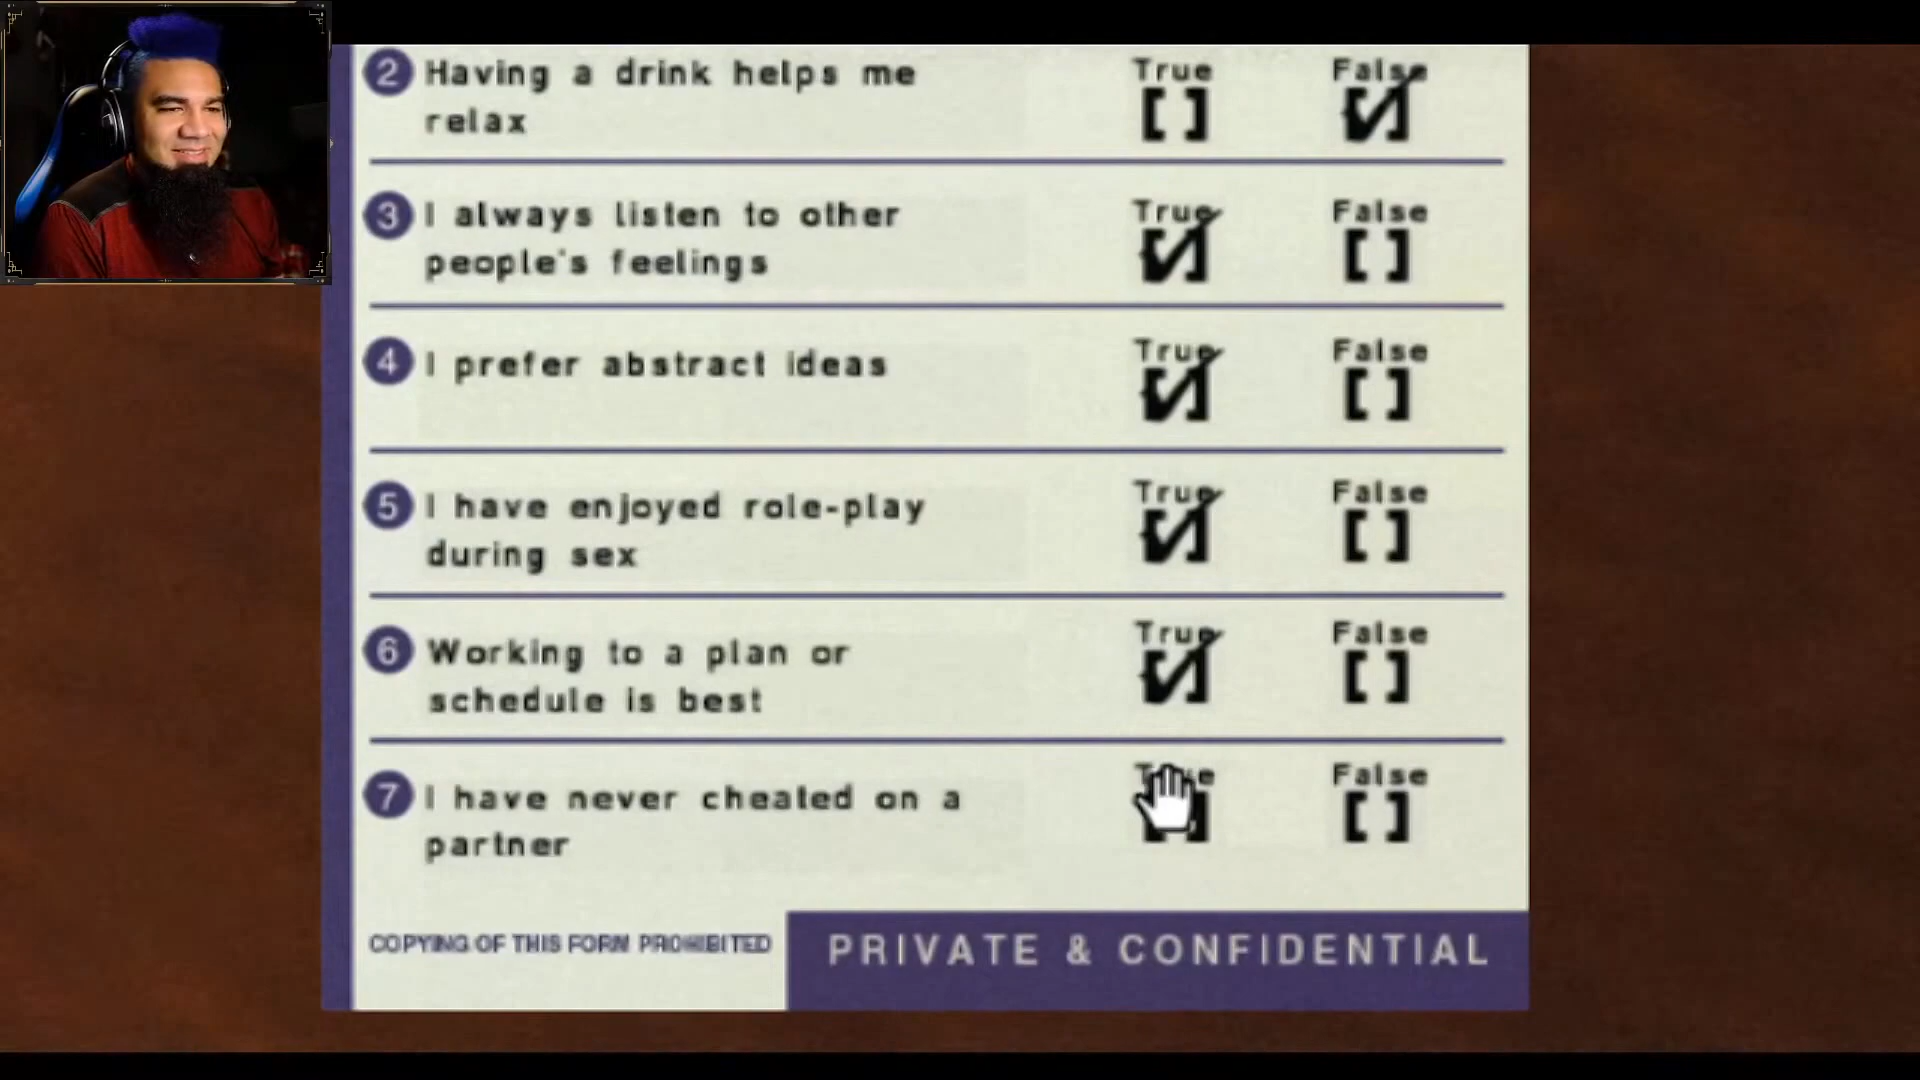 2 Having a drink helps me relax True [ ] False [ ]
3 I always listen to other people's feelings True [ ] False [ ]
4 I prefer abstract ideas True [ ] False [ ]
5 I have enjoyed role-play during sex True [ ] False [ ]
6 Working to a plan or schedule is best True [ ] False [ ]
7 I have never cheated on a partner True [ ] False [ ]
COPYING OF THIS FORM PROHIBITED
PRIVATE & CONFIDENTIAL